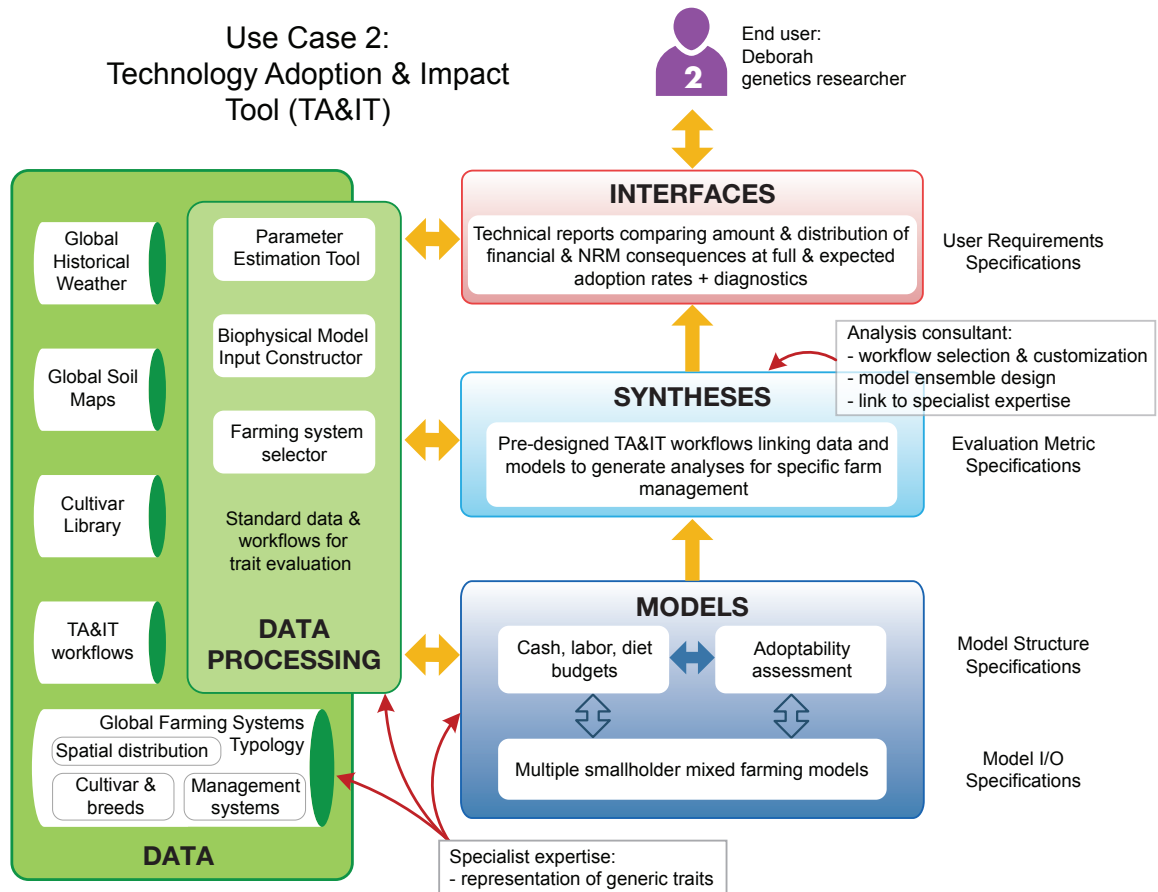 Use Case 2:
Technology Adoption & Impact
Tool (TA&IT)
2
End user:
Deborah
genetics researcher
INTERFACES
Technical reports comparing amount & distribution of
financial & NRM consequences at full & expected
adoption rates + diagnostics
User Requirements
Specifications
Analysis consultant:
- workflow selection & customization
- model ensemble design
- link to specialist expertise
SYNTHESES
Pre-designed TA&IT workflows linking data and
models to generate analyses for specific farm
management
Evaluation Metric
Specifications
MODELS
Cash, labor, diet
budgets
Adoptability
assessment
Model Structure
Specifications
Multiple smallholder mixed farming models
Model I/O
Specifications
Global
Historical
Weather
Global Soil
Maps
Cultivar
Library
TA&IT
workflows
Parameter
Estimation Tool
Biophysical Model
Input Constructor
Farming system
selector
Standard data &
workflows for
trait evaluation
DATA
PROCESSING
Global Farming Systems
Typology
Spatial distribution
Cultivar &
breeds
Management
systems
DATA
Specialist expertise:
- representation of generic traits